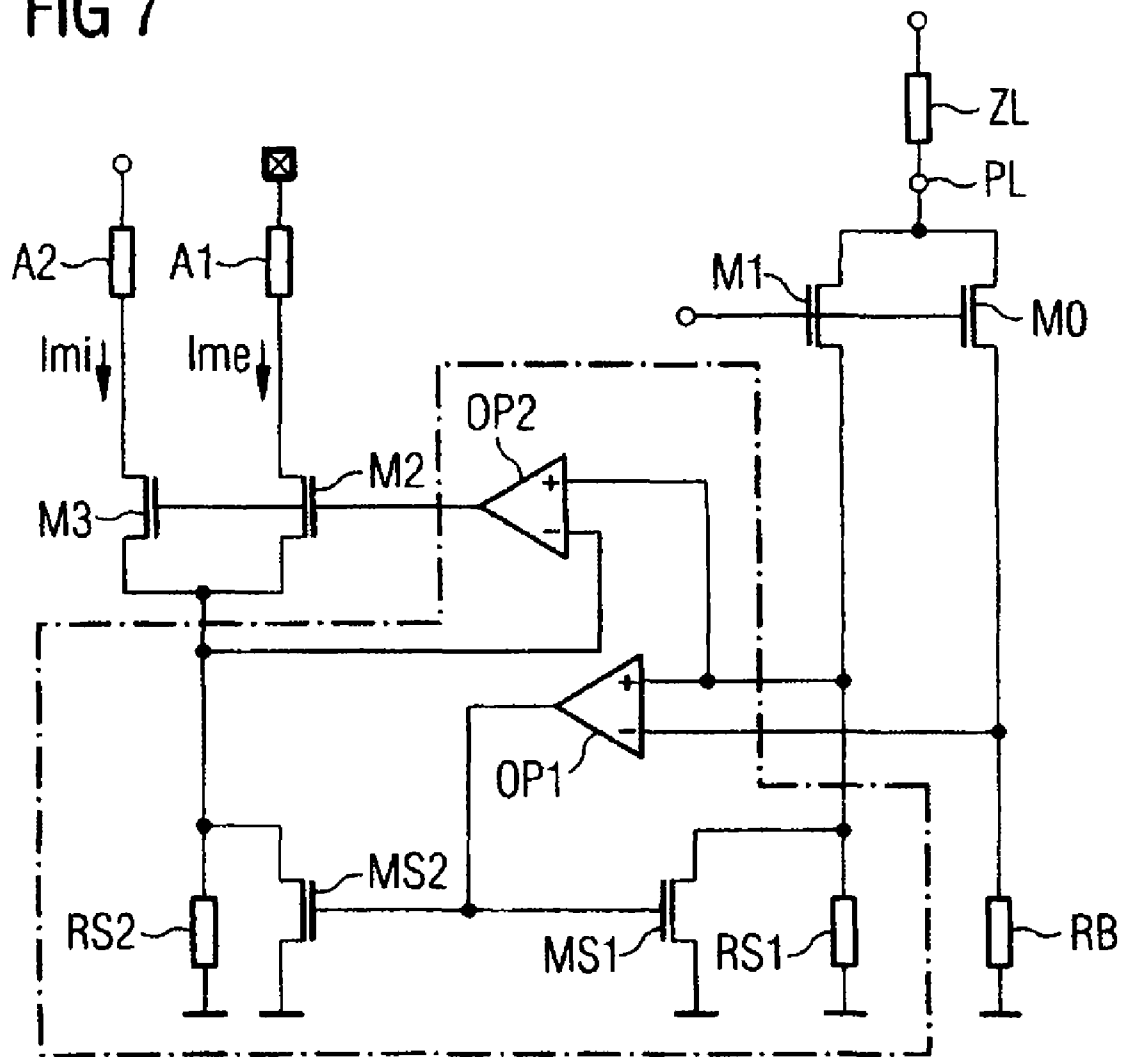 FIG 7
ZL
PL
A2
A1
M1
M0
Imi
Ime
OP2
+
M2
M3
-
+
-
OP1
MS2
RS2
MS1
RS1
RB